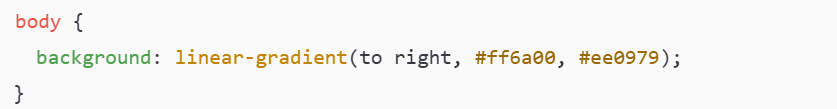 body {
  background: linear-gradient(to right, #ff6a00, #ee0979);
}